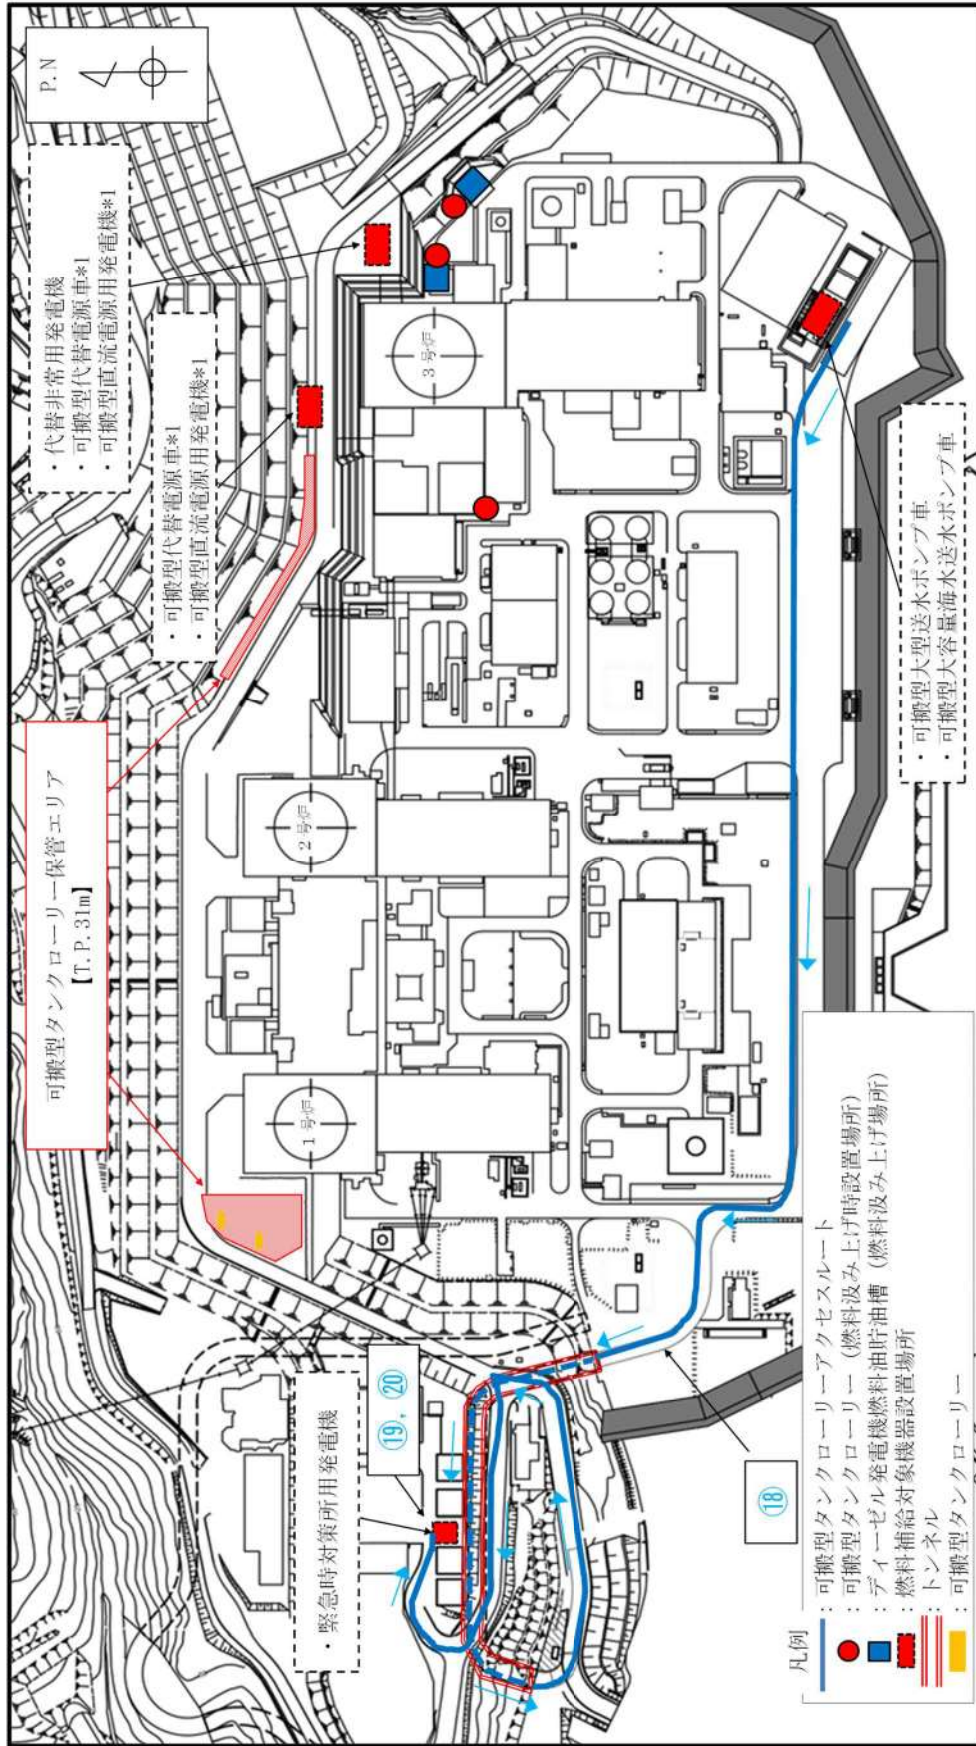 P.N
・代替非常用発電機
・可搬型代替電源車*1
・可搬型直流電源用発電機*1
・可搬型代替電源車*1
・可搬型直流電源用発電機*1
可搬型タンクローリー保管エリア
【T.P.31m】
3号炉
2号炉
1号炉
・緊急時対策所用発電機
⑲, ⑳
⑱
・可搬型大型送水ポンプ車
・可搬型大容量海水送水ポンプ車
凡例
：可搬型タンクローリーアクセスルート
：可搬型タンクローリー（燃料汲み上げ時設置場所）
：ディーゼル発電機燃料油貯油槽（燃料汲み上げ場所）
：燃料補給対象機器設置場所
：トンネル
：可搬型タンクローリー